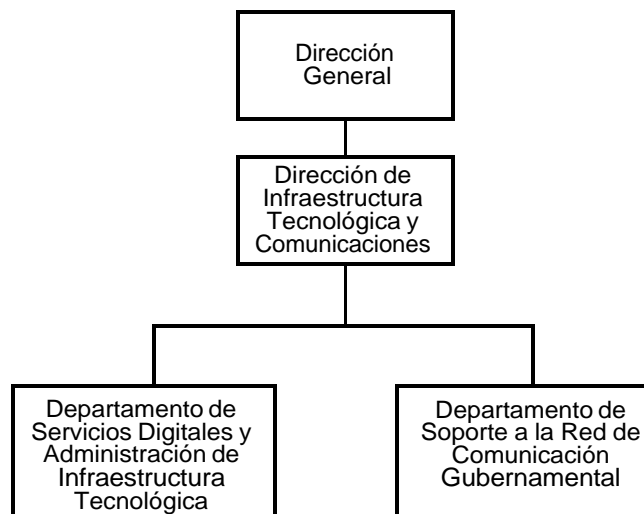 Dirección
General
Dirección de
Infraestructura
Tecnológica y
Comunicaciones
Departamento de
Servicios Digitales y
Administración de
Infraestructura
Tecnológica
Departamento de
Soporte a la Red de
Comunicación
Gubernamental